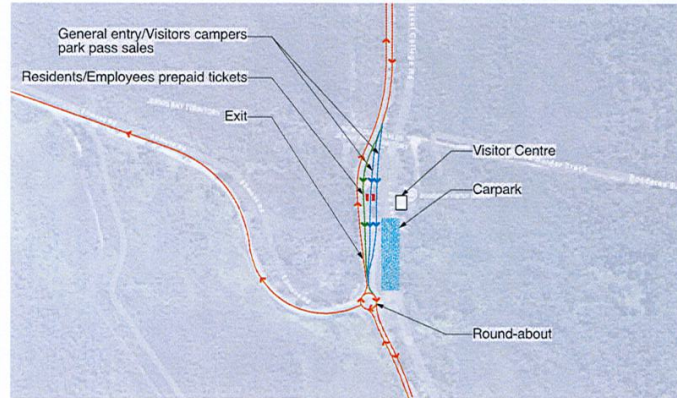 General entry/Visitors campers
park pass sales
Residents/Employees prepaid tickets
Exit
Visitor Centre
Carpark
Round-about